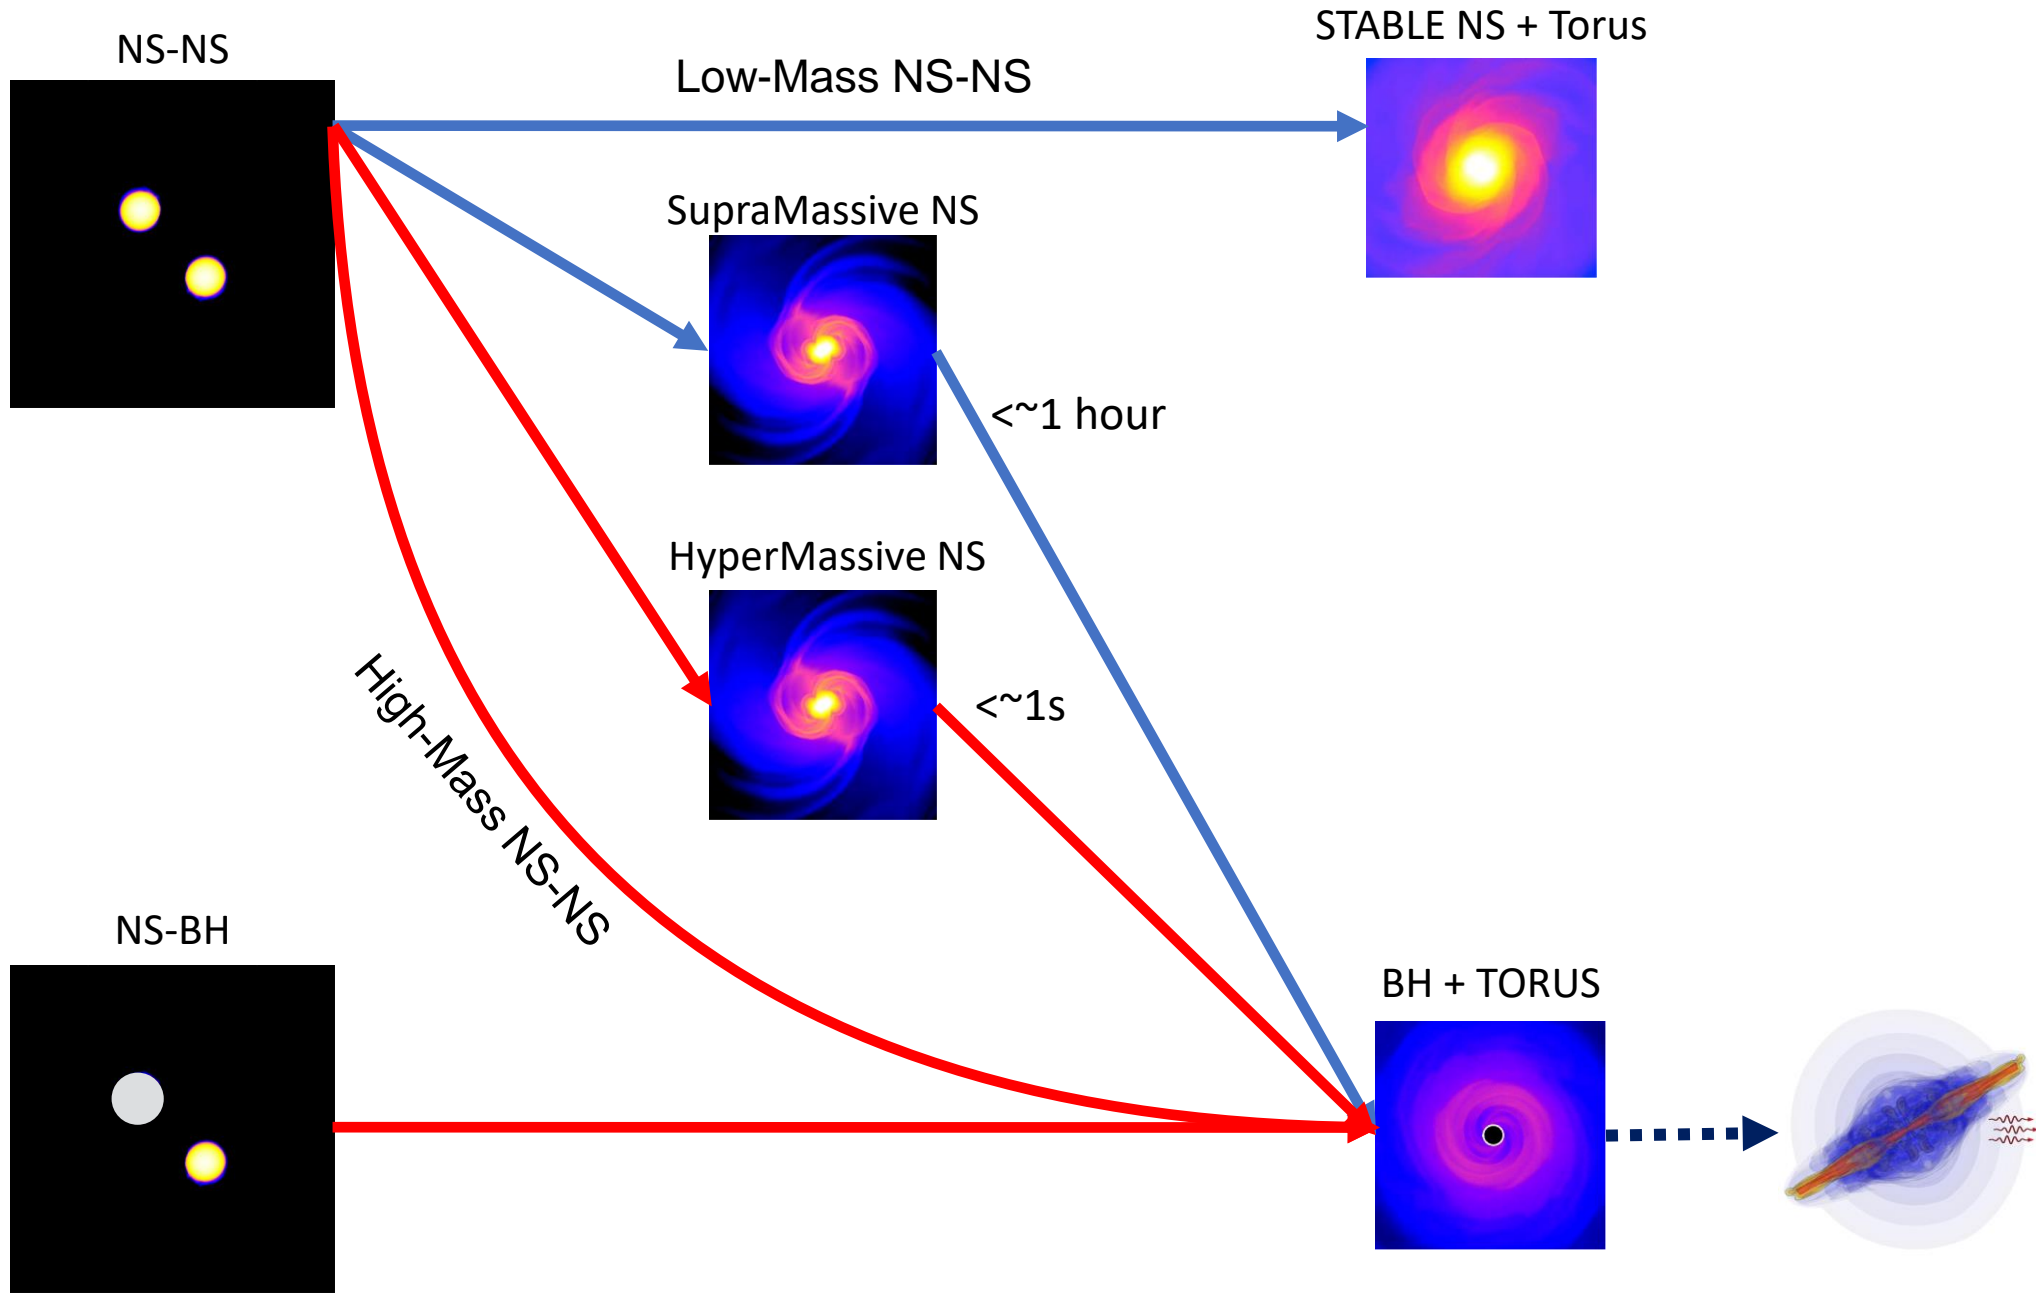 NS-NS
STABLE NS + Torus
Low-Mass NS-NS
SupraMassive NS
<~1 hour
HyperMassive NS
<~1s
High-Mass NS-NS
NS-BH
BH + TORUS